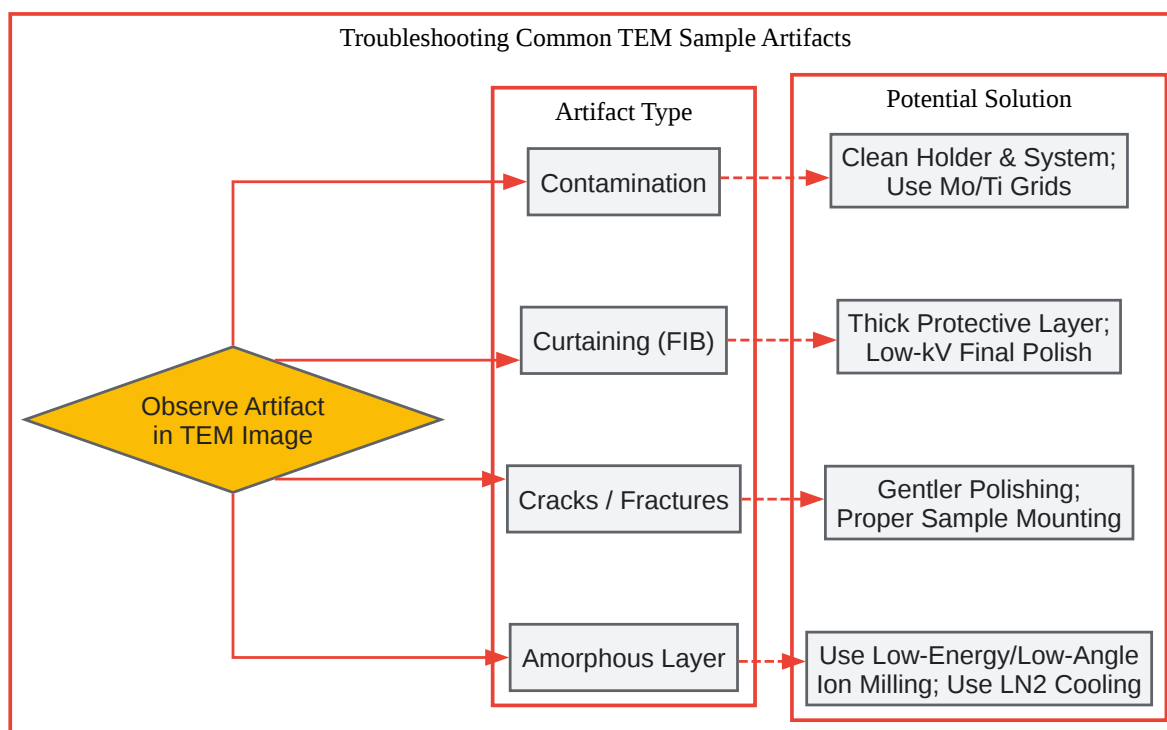 Troubleshooting Common TEM Sample Artifacts
Artifact Type
Potential Solution
Observe Artifact
in TEM Image
Contamination
Clean Holder & System;
Use Mo/Ti Grids
Curtaining (FIB)
Thick Protective Layer;
Low-kV Final Polish
Cracks / Fractures
Gentler Polishing;
Proper Sample Mounting
Amorphous Layer
Use Low-Energy/Low-Angle
Ion Milling; Use LN2 Cooling